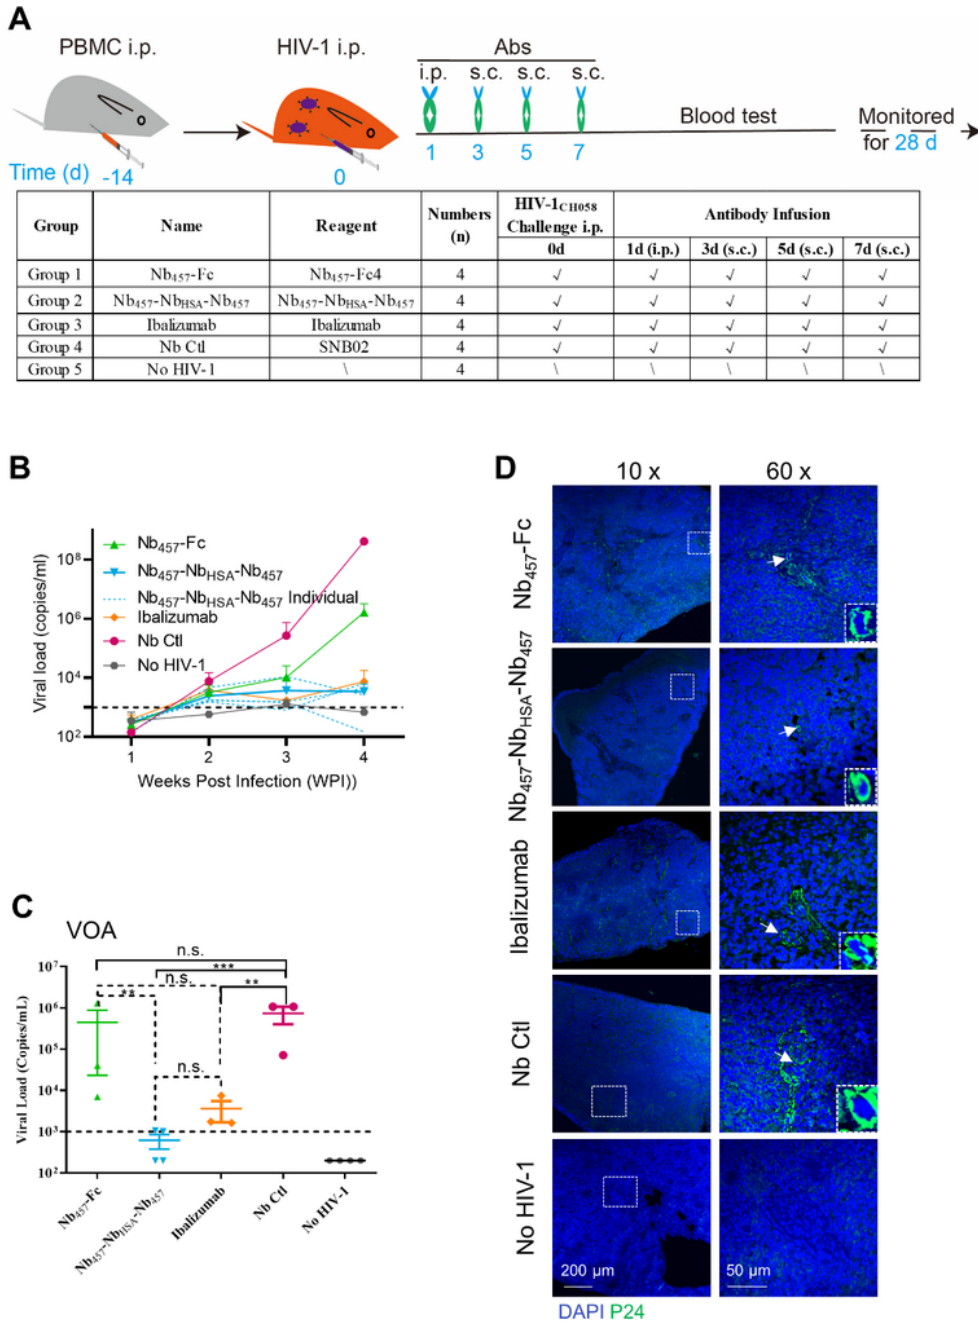 A
PBMC i.p.
HIV-1 i.p.
Abs
i.p. s.c. s.c. s.c.
Blood test
Monitored
for 28 d
Time (d) -14 0 1 3 5 7
Group Name Reagent Numbers (n) HIV-1CH058 Challenge i.p. Antibody Infusion
0d 1d (i.p.) 3d (s.c.) 5d (s.c.) 7d (s.c.)
Group 1 Nb457-Fc Nb457-Fc4 4 √ √ √ √ √
Group 2 Nb457-NbHSA-Nb457 Nb457-NbHSA-Nb457 4 √ √ √ √ √
Group 3 Ibalizumab Ibalizumab 4 √ √ √ √ √
Group 4 Nb Ctl SNB02 4 √ √ √ √ √
Group 5 No HIV-1 \ 4 \ \ \ \ \
B
Viral load (copies/ml)
10^8
10^6
10^4
10^2
Nb457-Fc
Nb457-NbHSA-Nb457
Nb457-NbHSA-Nb457 Individual
Ibalizumab
Nb Ctl
No HIV-1
1 2 3 4
Weeks Post Infection (WPI))
C
VOA
Viral Load (Copies/mL)
10^7
10^6
10^5
10^4
10^3
10^2
n.s.
***
n.s.
**
**
n.s.
Nb457-Fc
Nb457-NbHSA-Nb457
Ibalizumab
Nb Ctl
No HIV-1
D
10 x 60 x
Nb457-Fc
Nb457-NbHSA-Nb457
Ibalizumab
Nb Ctl
No HIV-1
200 µm 50 µm
DAPI P24